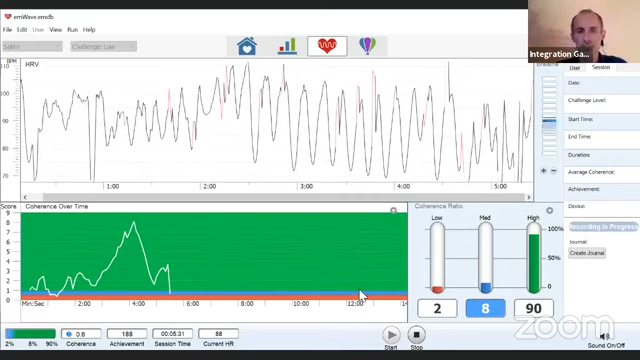 emWave.emdb
File Edit User View Run Help
Sabin
Challenge: Low
Integration Ga...
BPM
HRV
110
100
90
80
70
1:00 2:00 3:00 4:00 5:00
Breathe
User Session
Date:
Challenge Level:
Start Time:
End Time:
Duration:
Average Coherence:
Achievement:
Device:
Recording in Progress
Journal:
Create Journal
Score
Coherence Over Time
9
8
7
6
5
4
3
2
1
0
Min:Sec 2:00 4:00 6:00 8:00 10:00 12:00 14
Coherence Ratio
Low Med High
100%
50%
0%
2 8 90
2% 8% 90%
0.6
Coherence
188
Achievement
00:05:31
Session Time
88
Current HR
Start
Stop
zoom
Sound On/Off